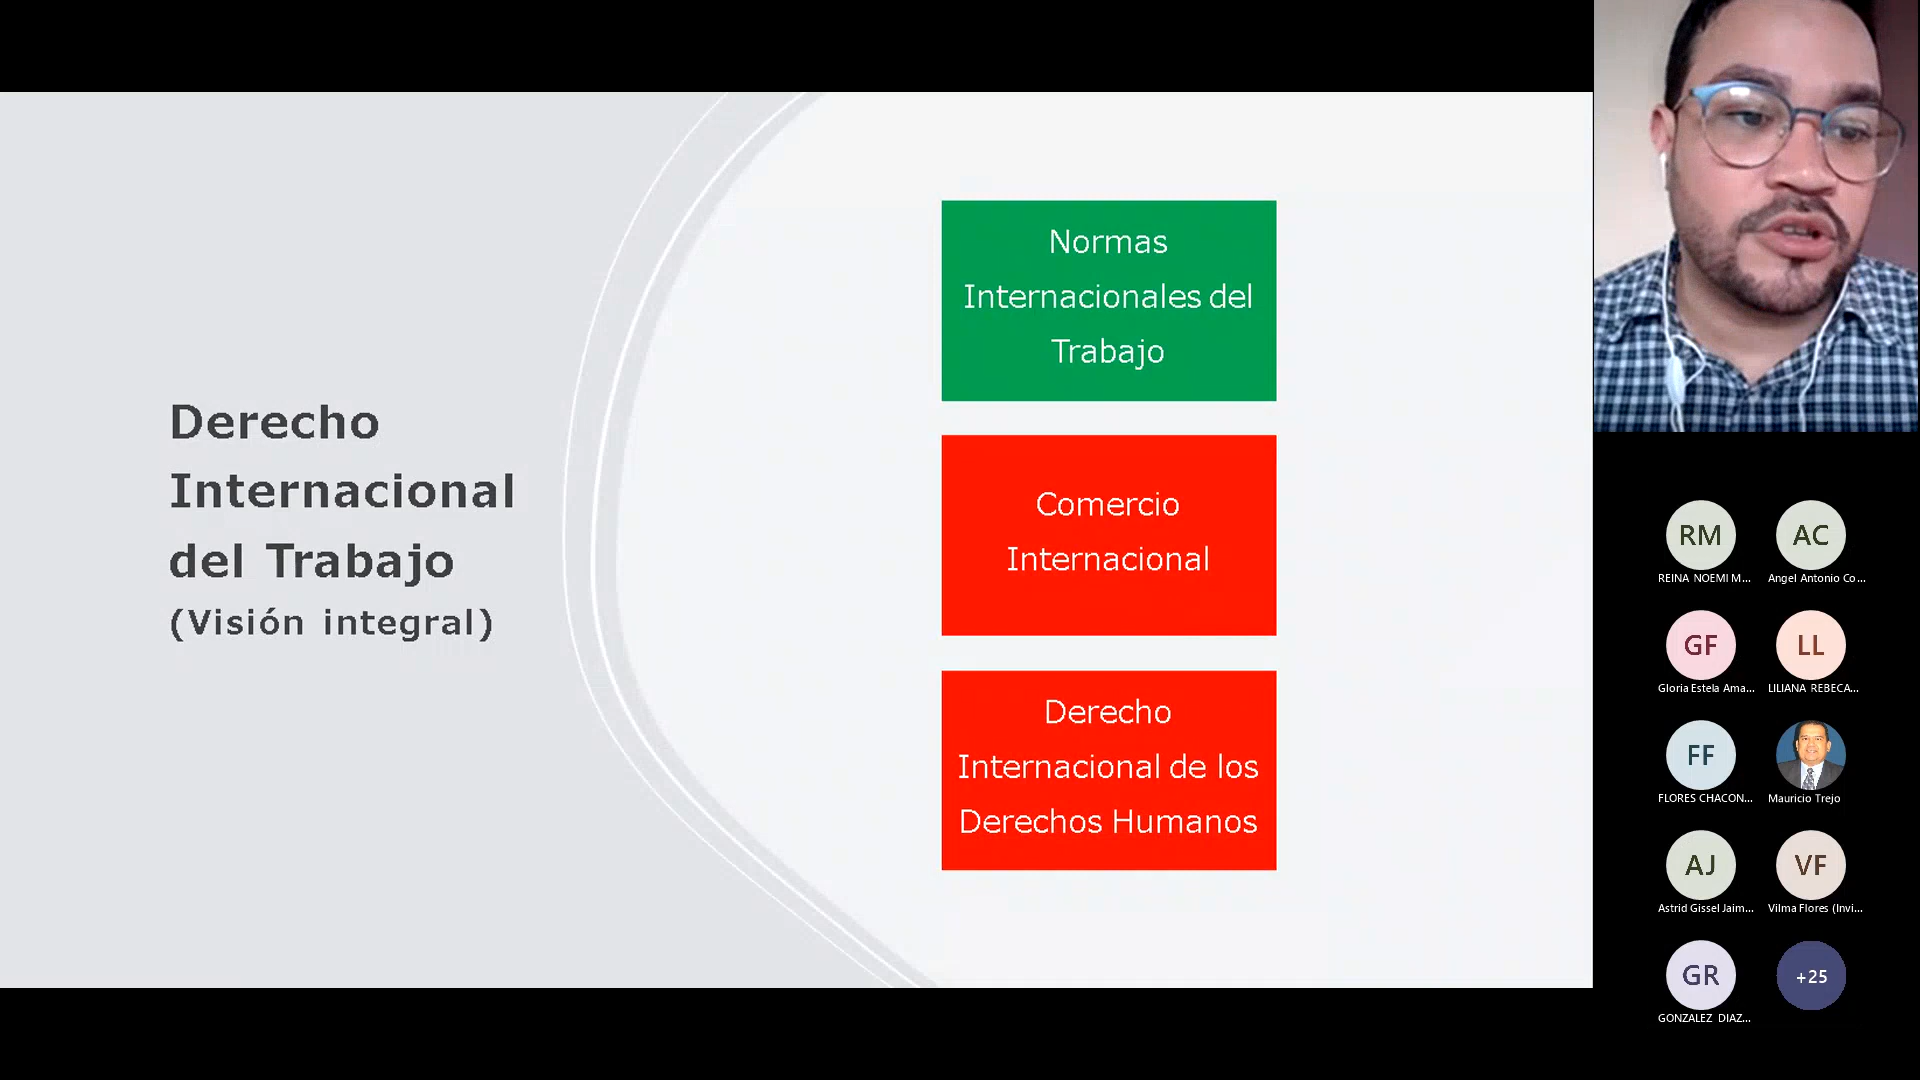 Derecho
Internacional
del Trabajo
(Visión integral)
Normas
Internacionales del
Trabajo
Comercio
Internacional
Derecho
Internacional de los
Derechos Humanos
RM
AC
REINA NOEMI M...
Angel Antonio Co...
GF
LL
Gloria Estela Ama...
LILIANA REBECA...
FF
FLORES CHACON...
Mauricio Trejo
AJ
VF
Astrid Gissel Jaim...
Vilma Flores (Invi...
GR
+25
GONZALEZ DIAZ...